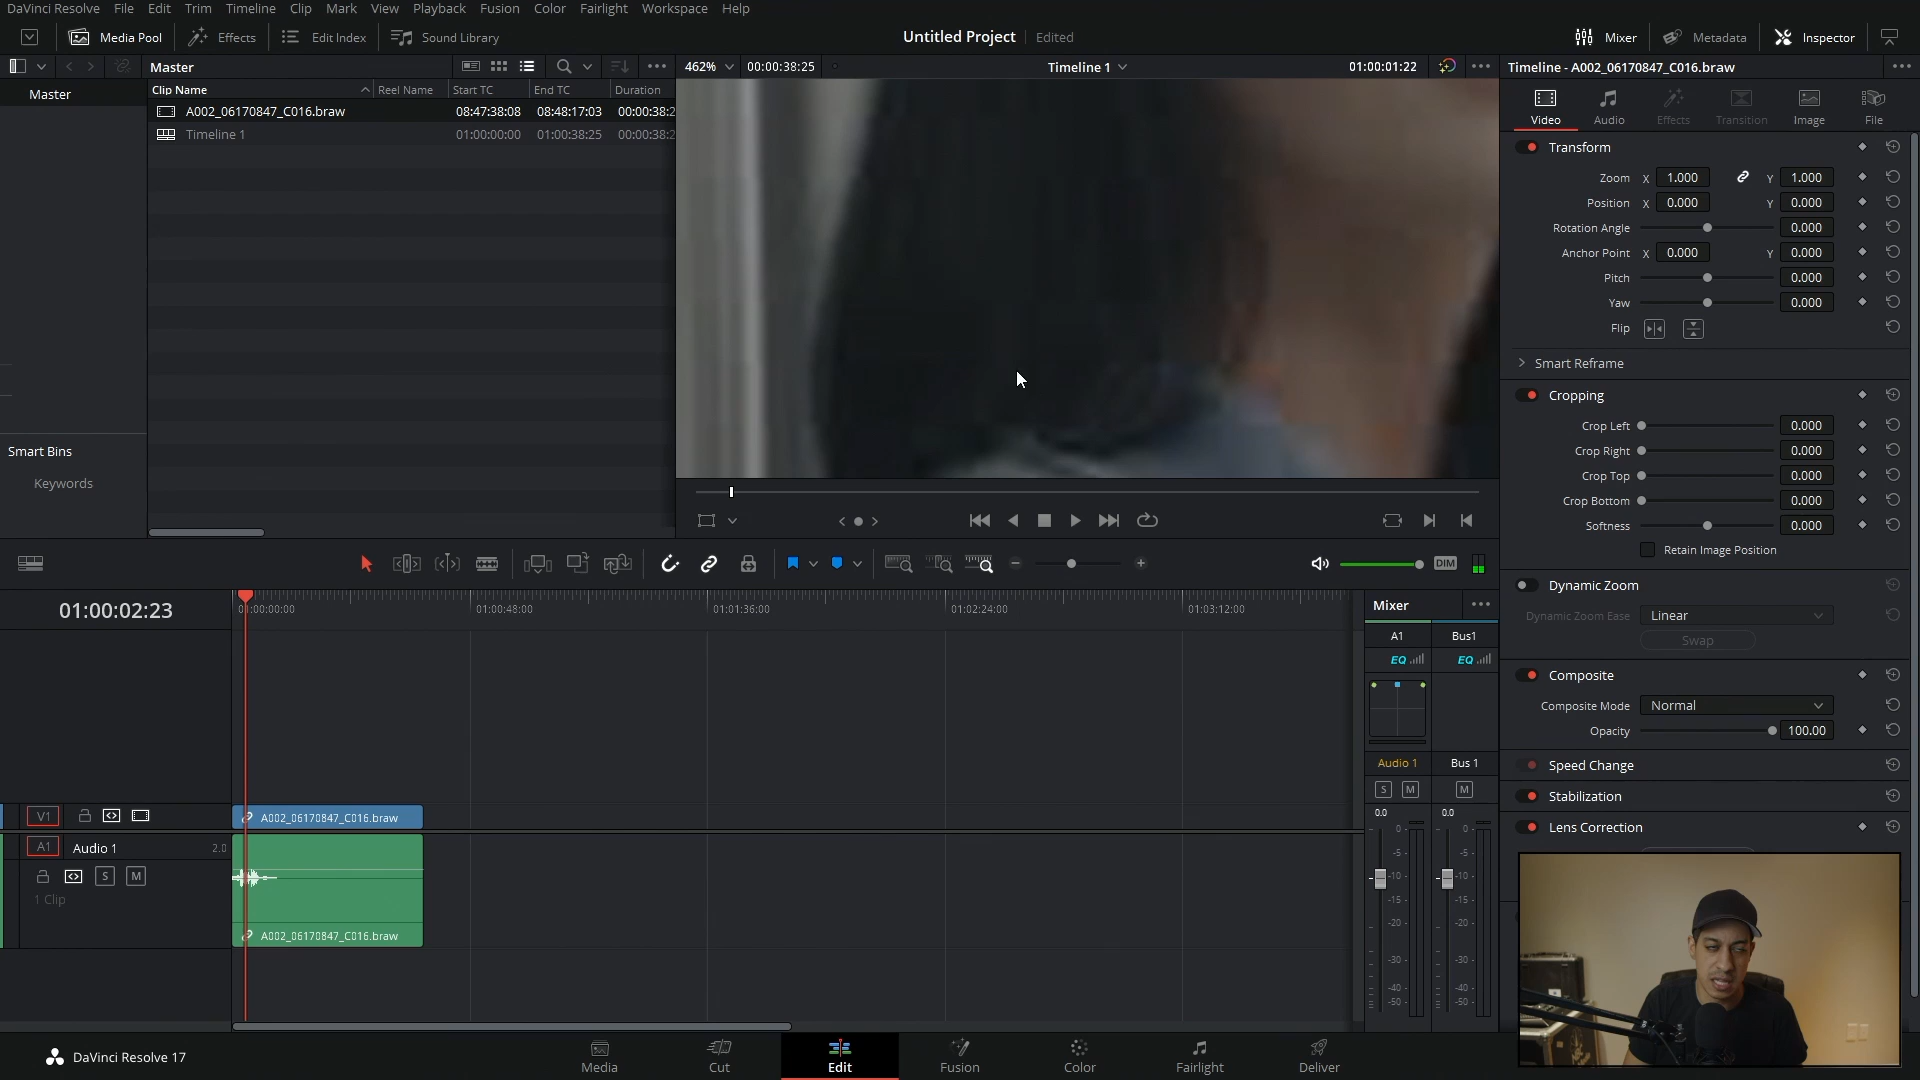 DaVinci Resolve File Edit Trim Timeline Clip Mark View Playback Fusion Color Fairlight Workspace Help
Media Pool Effects Edit Index Sound Library Untitled Project Edited Mixer Metadata Inspector
Master 462% 00:00:38:25 Timeline 1 01:00:01:22 Timeline - A002_06170847_C016.braw
Master Clip Name Reel Name Start TC End TC Duration
A002_06170847_C016.braw 08:47:38:08 08:48:17:03 00:00:38:2
Timeline 1 01:00:00:00 01:00:38:25 00:00:38:2
Video Audio Effects Transition Image File
Transform
Zoom X 1.000 Y 1.000
Position X 0.000 Y 0.000
Rotation Angle 0.000
Anchor Point X 0.000 Y 0.000
Pitch 0.000
Yaw 0.000
Flip
Smart Reframe
Cropping
Crop Left 0.000
Crop Right 0.000
Crop Top 0.000
Crop Bottom 0.000
Softness 0.000
Retain Image Position
Smart Bins
Keywords
DIM
Dynamic Zoom
Dynamic Zoom Ease Linear
Swap
Composite
Composite Mode Normal
Opacity 100.00
Speed Change
Stabilization
Lens Correction
01:00:02:23 01:00:00:00 01:00:48:00 01:01:36:00 01:02:24:00 01:03:12:00
Mixer
A1 Bus1
EQ EQ
Audio 1 Bus 1
S M M
0.0 0.0
0- 0-
-5- -5-
-10- -10-
-15- -15-
-20- -20-
-30- -30-
-40- -40-
-50- -50-
V1 A002_06170847_C016.braw
A1 Audio 1 2.0
S M
1 Clip
A002_06170847_C016.braw
DaVinci Resolve 17 Media Cut Edit Fusion Color Fairlight Deliver